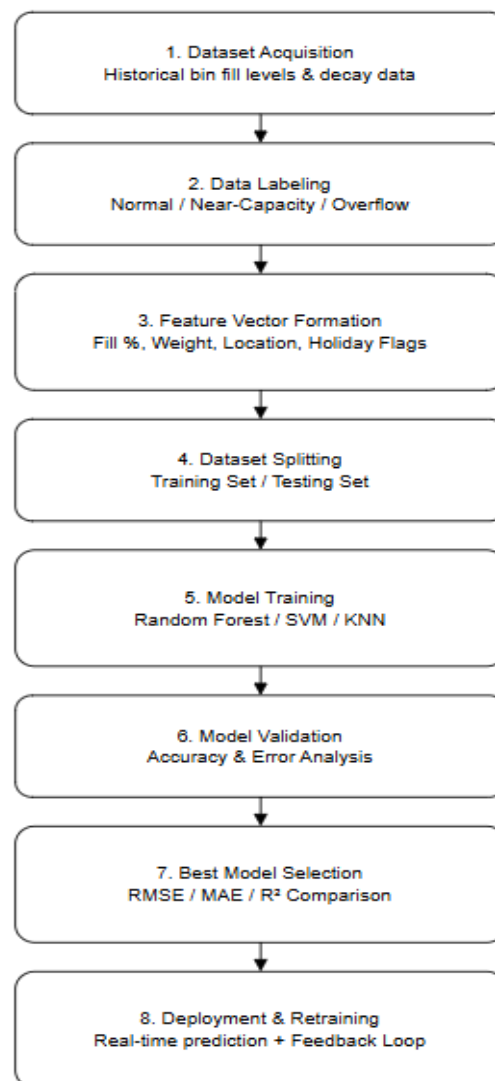 1. Dataset Acquisition
Historical bin fill levels & decay data
2. Data Labeling
Normal / Near-Capacity / Overflow
3. Feature Vector Formation
Fill %, Weight, Location, Holiday Flags
4. Dataset Splitting
Training Set / Testing Set
5. Model Training
Random Forest / SVM / KNN
6. Model Validation
Accuracy & Error Analysis
7. Best Model Selection
RMSE / MAE / R² Comparison
8. Deployment & Retraining
Real-time prediction + Feedback Loop